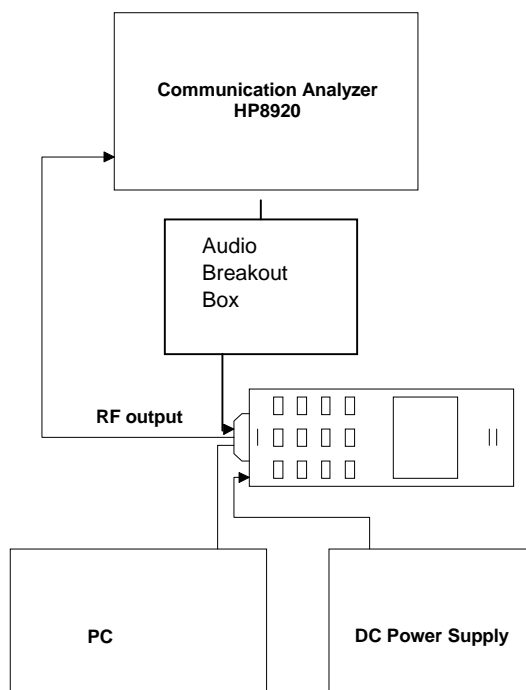 Communication Analyzer
HP8920
Audio
Breakout
Box
RF output
PC
DC Power Supply